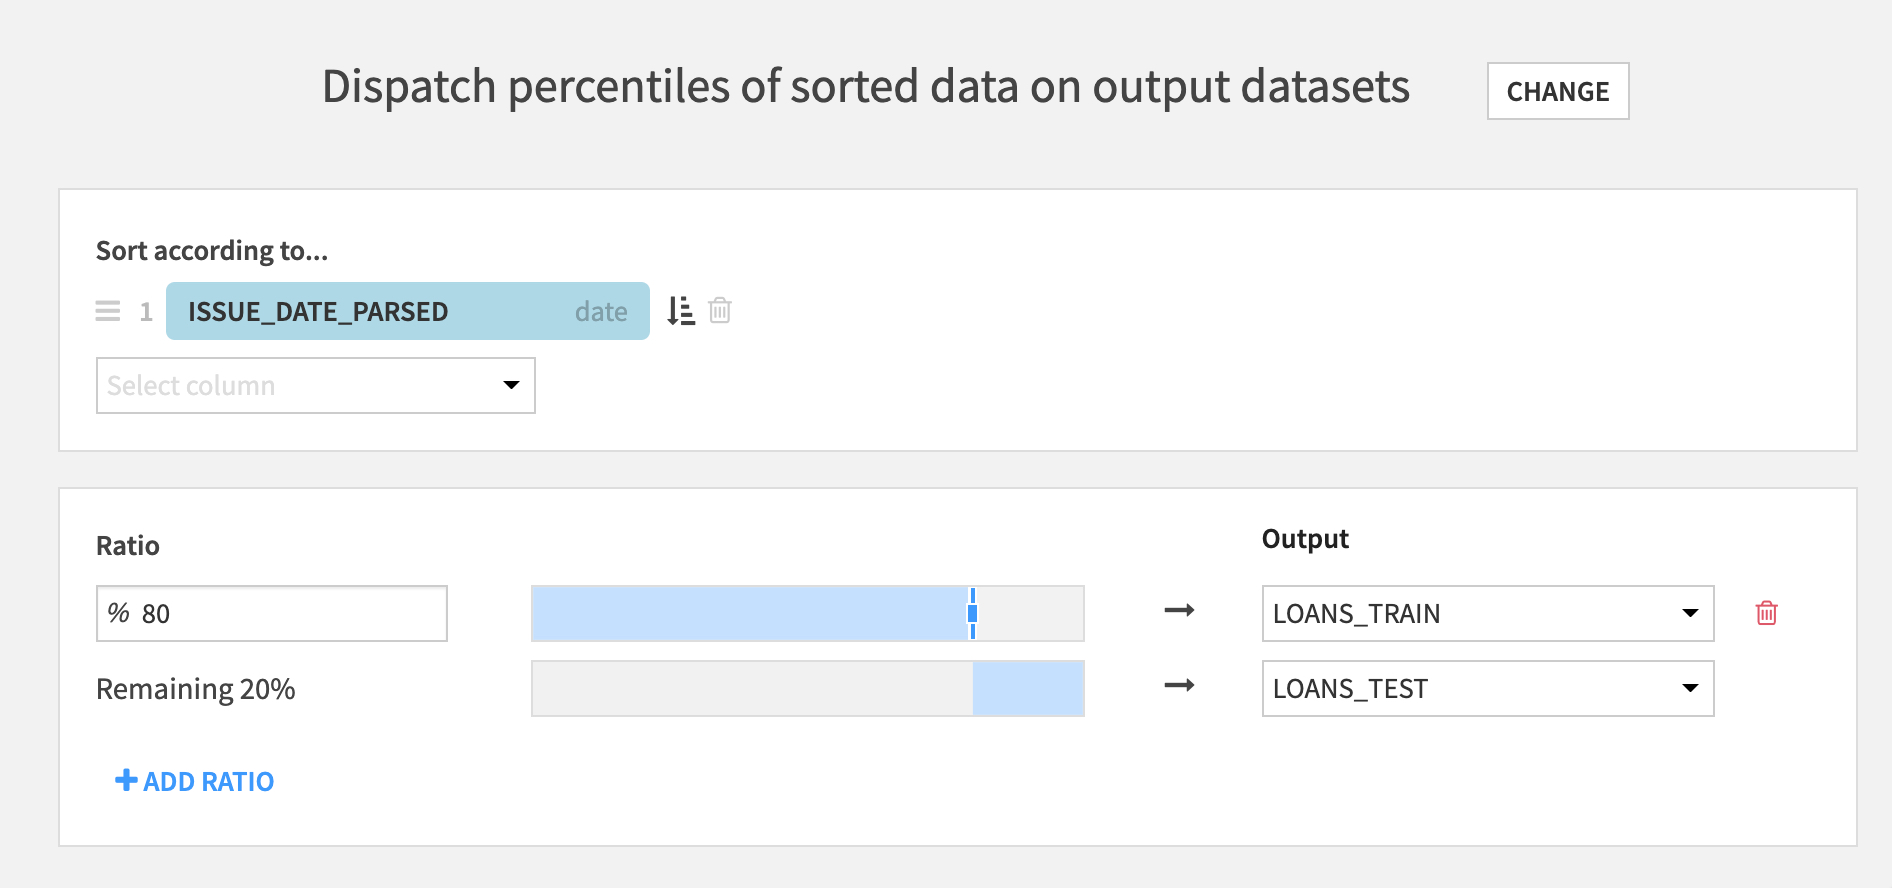 Dispatch percentiles of sorted data on output datasets
CHANGE
Sort according to...
1 ISSUE_DATE_PARSED date
Select column
Ratio
Output
% 80
LOANS_TRAIN
Remaining 20%
LOANS_TEST
+ ADD RATIO